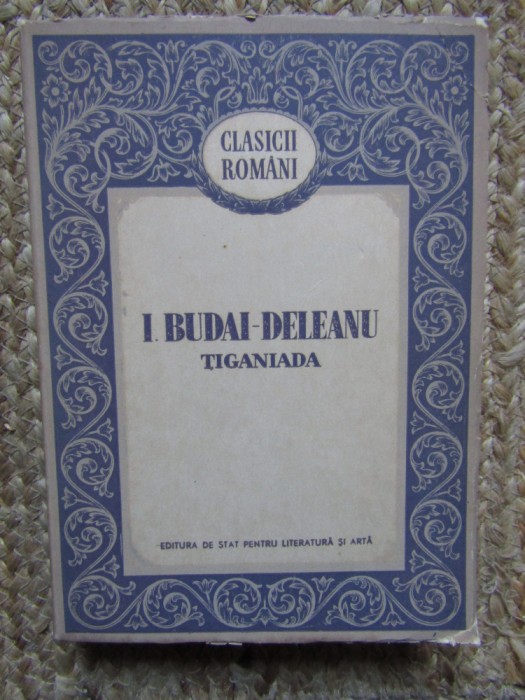 CLASICII
ROMÂNI
I. BUDAI-DELEANU
ȚIGANIADA
EDITURA DE STAT PENTRU LITERATURĂ ȘI ARTĂ